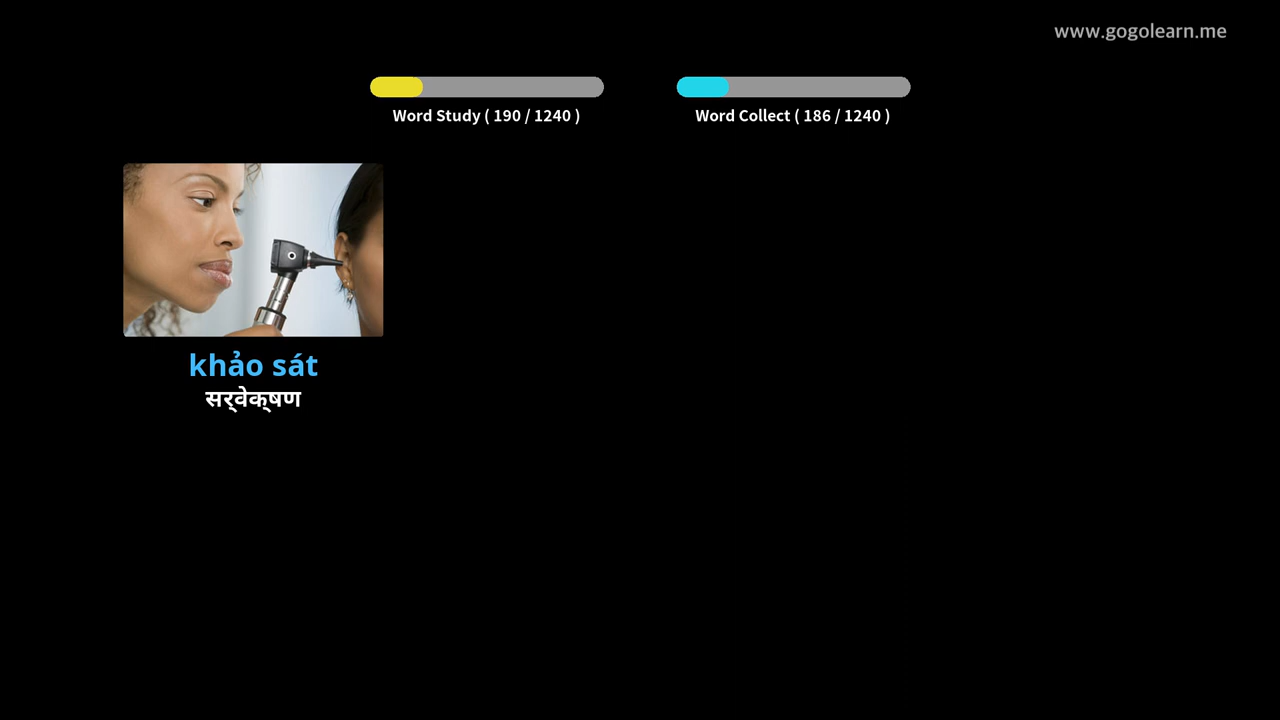 www.gogolearn.me
Word Study ( 190 / 1240 )
Word Collect ( 186 / 1240 )
khảo sát
सर्वेक्षण